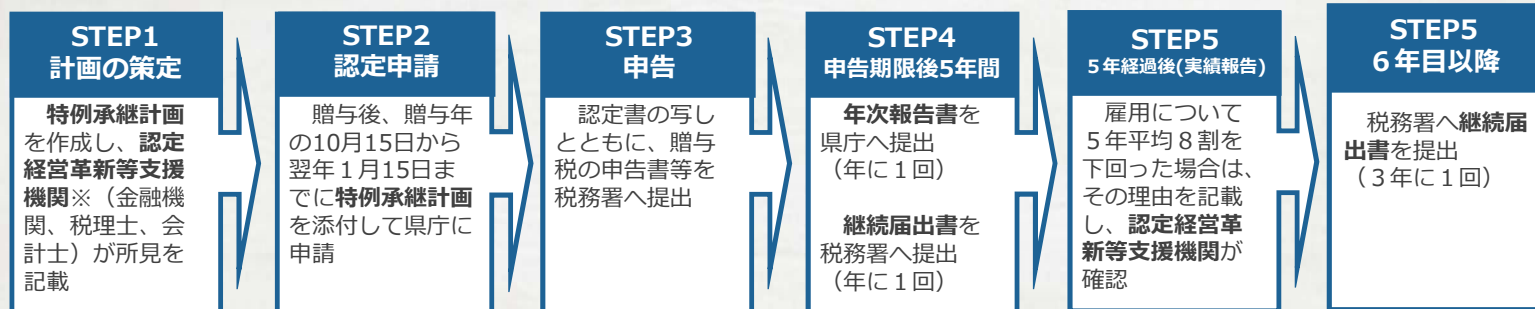 STEP1
計画の策定
特例承継計画
を作成し、認定
経営革新等支援
機関※（金融機
関、税理士、会
計士）が所見を
記載
STEP2
認定申請
贈与後、贈与年
の10月15日から
翌年１月15日ま
でに特例承継計画
を添付して県庁に
申請
STEP3
申告
認定書の写し
とともに、贈与
税の申告書等を
税務署へ提出
STEP4
申告期限後5年間
年次報告書を
県庁へ提出
（年に１回）
継続届出書を
税務署へ提出
（年に１回）
STEP5
５年経過後(実績報告)
雇用について
５年平均８割を
下回った場合は、
その理由を記載
し、認定経営革
新等支援機関が
確認
STEP5
６年目以降
税務署へ継続届
出書を提出
（３年に１回）